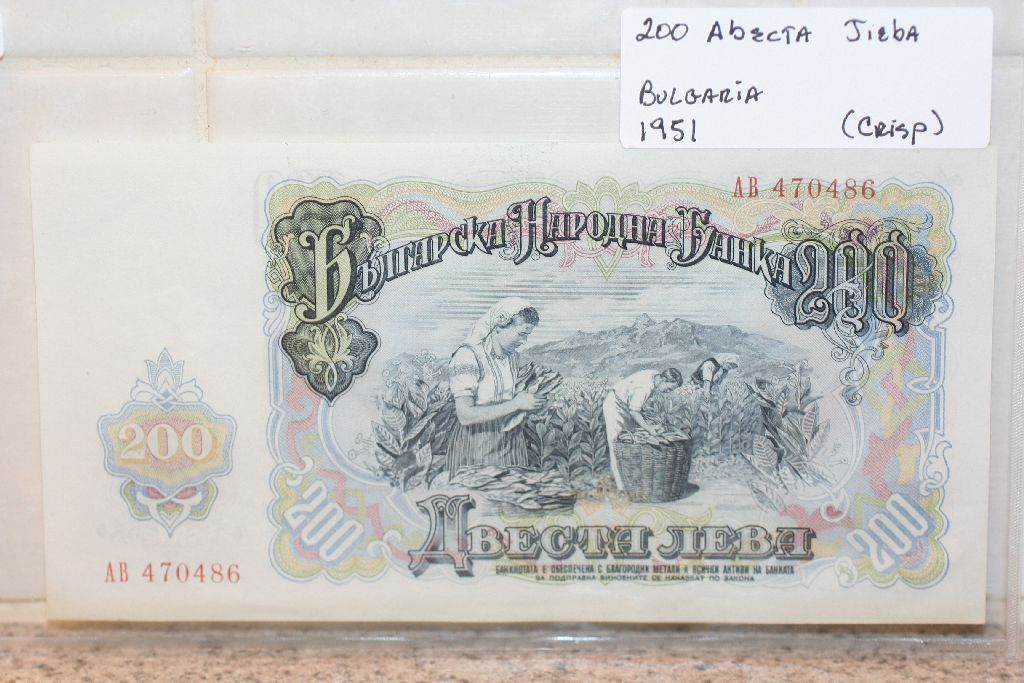 200 Abecta Jieba
Bulgaria
1951 (Crisp)
АВ 470486
Българска Народна Банка 200
200
200
200
АВ 470486
Двеста лева
БАНКНОТАТА Е ОБЕЗПЕЧЕНА С БЛАГОРОДНИ МЕТАЛИ И ВСИЧКИ АКТИВИ НА БАНКАТА
ЗА ПОДПРАВКА ВИНОВНИТЕ СЕ НАКАЗВАТ ПО ЗАКОНА